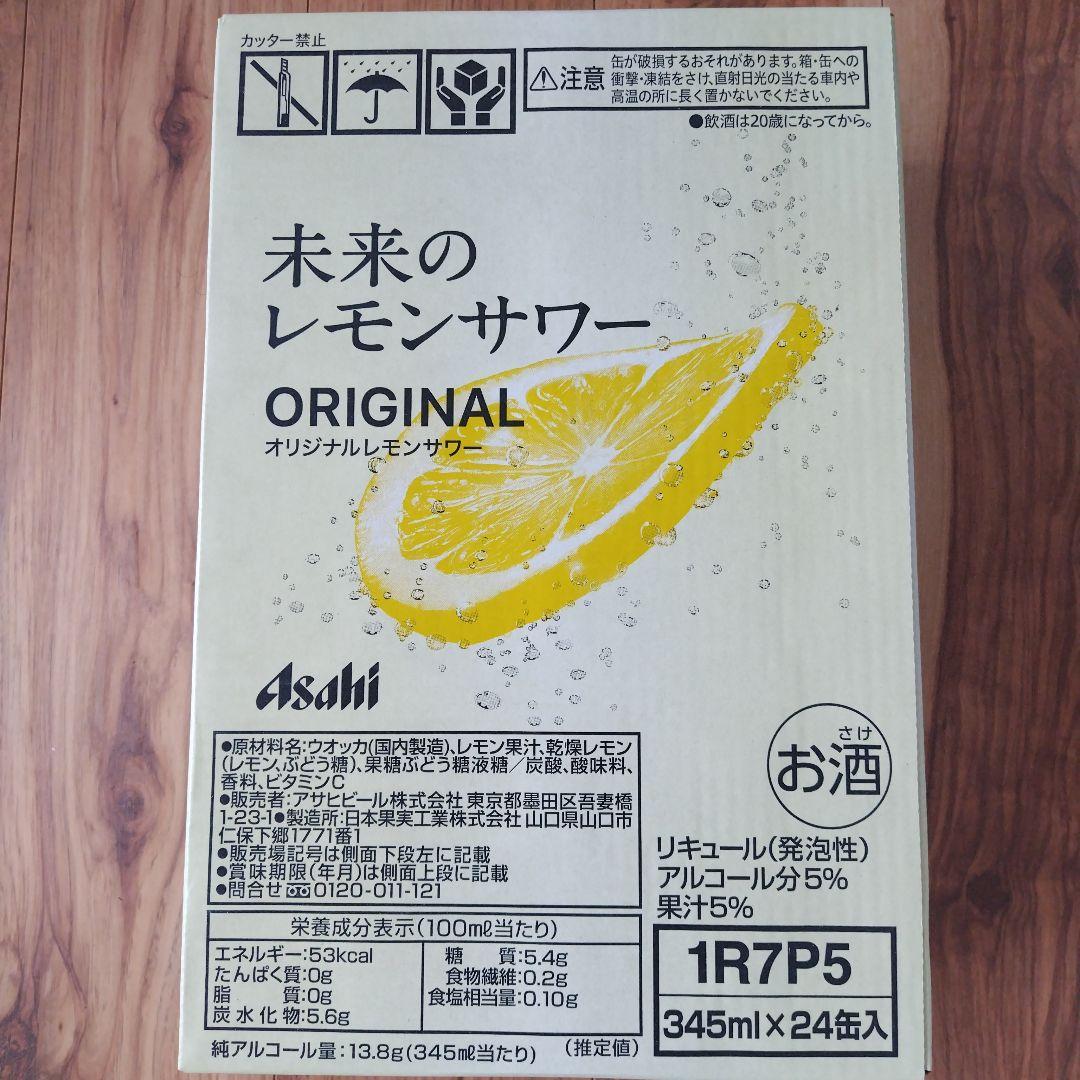 カッター禁止
⚠注意
缶が破損するおそれがあります。箱・缶への
衝撃・凍結をさけ、直射日光の当たる車内や
高温の所に長く置かないでください。
●飲酒は20歳になってから。
未来の
レモンサワー
ORIGINAL
オリジナルレモンサワー
Asahi
●原材料名:ウオッカ(国内製造)、レモン果汁、乾燥レモン
(レモン、ぶどう糖)、果糖ぶどう糖液糖/炭酸、酸味料、
香料、ビタミンC
●販売者:アサヒビール株式会社 東京都墨田区吾妻橋
1-23-1●製造所:日本果実工業株式会社 山口県山口市
仁保下郷1771番1
●販売場記号は側面下段左に記載
●賞味期限(年月)は側面上段に記載
●問合せ 0120-011-121
さけ
お酒
リキュール(発泡性)
アルコール分5%
果汁5%
栄養成分表示(100ml当たり)
エネルギー:53kcal
たんぱく質:0g
脂 質:0g
炭水化物:5.6g
糖 質:5.4g
食物繊維:0.2g
食塩相当量:0.10g
純アルコール量:13.8g(345ml当たり) (推定値)
1R7P5
345ml×24缶入